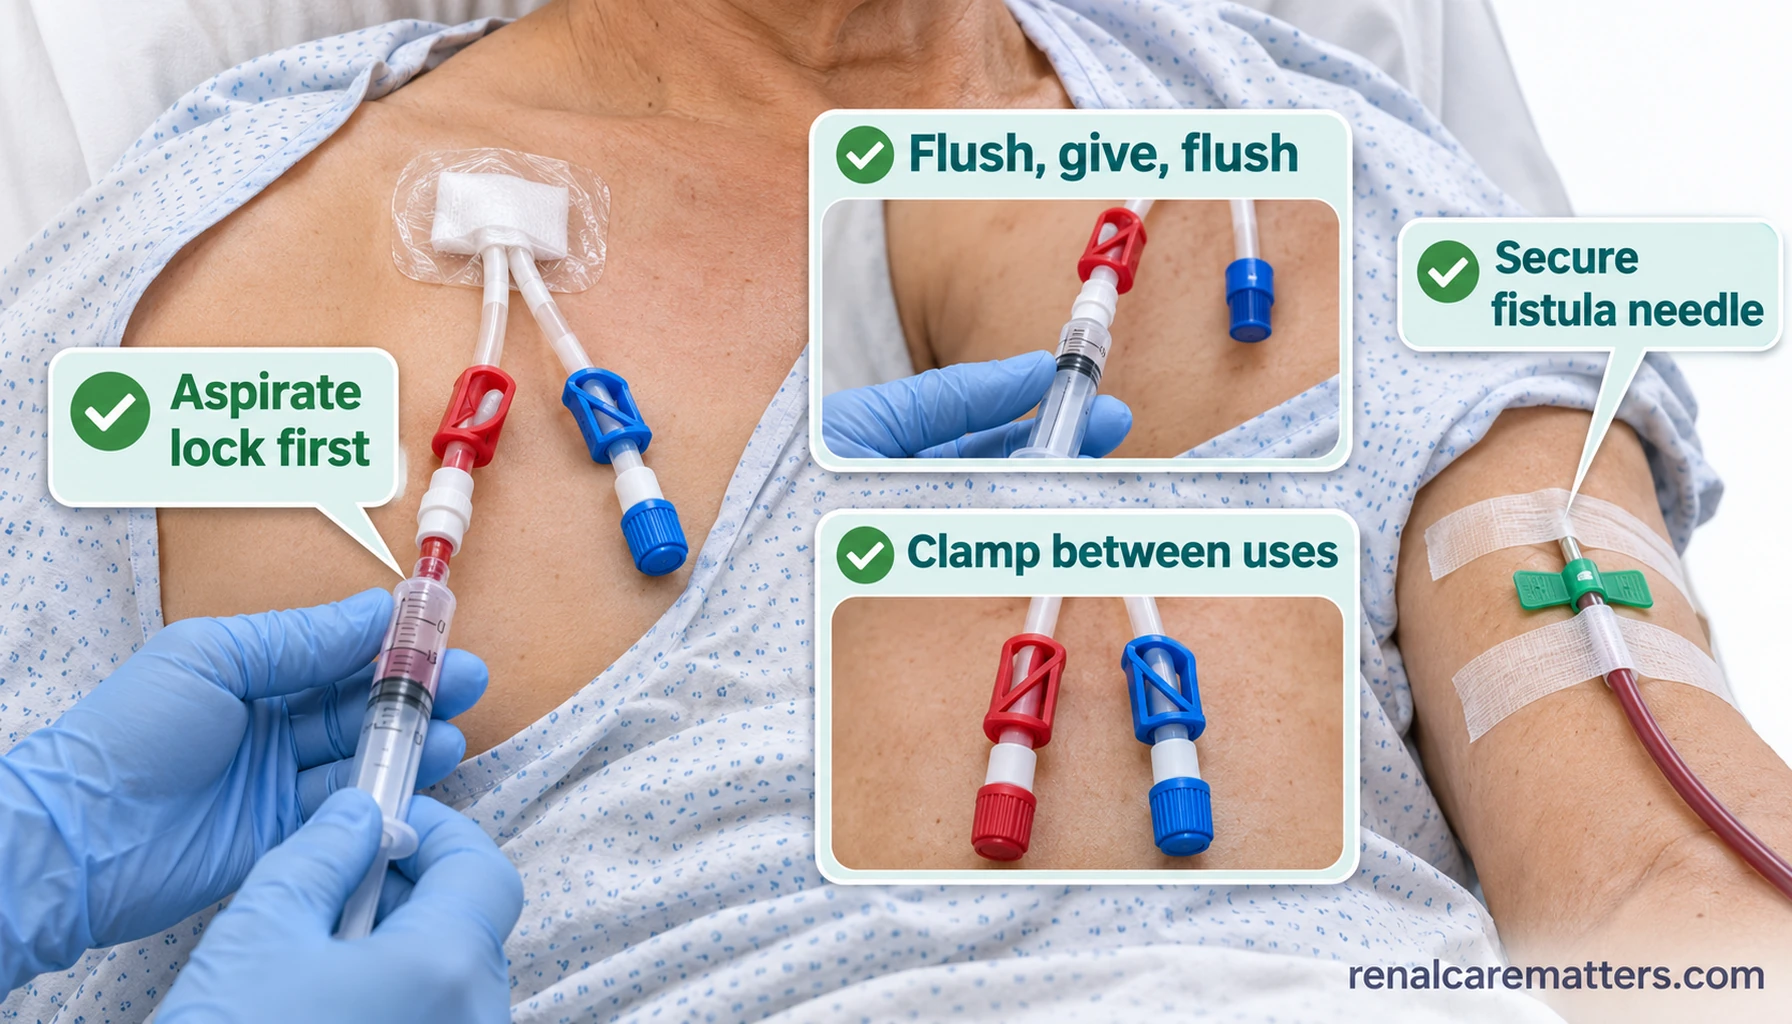 Aspirate
lock first
Flush, give, flush
Clamp between uses
Secure
fistula needle
renalcarematters.com